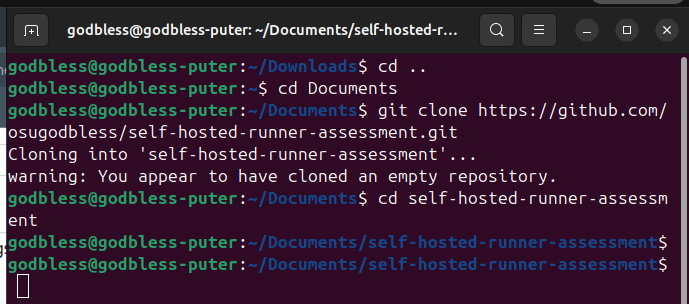 godbless@godbless-puter: ~/Documents/self-hosted-r...
godbless@godbless-puter:~/Downloads$ cd ..
godbless@godbless-puter:~$ cd Documents
godbless@godbless-puter:~/Documents$ git clone https://github.com/
osugodbless/self-hosted-runner-assessment.git
Cloning into 'self-hosted-runner-assessment'...
warning: You appear to have cloned an empty repository.
godbless@godbless-puter:~/Documents$ cd self-hosted-runner-assessm
ent
godbless@godbless-puter:~/Documents/self-hosted-runner-assessment$
godbless@godbless-puter:~/Documents/self-hosted-runner-assessment$